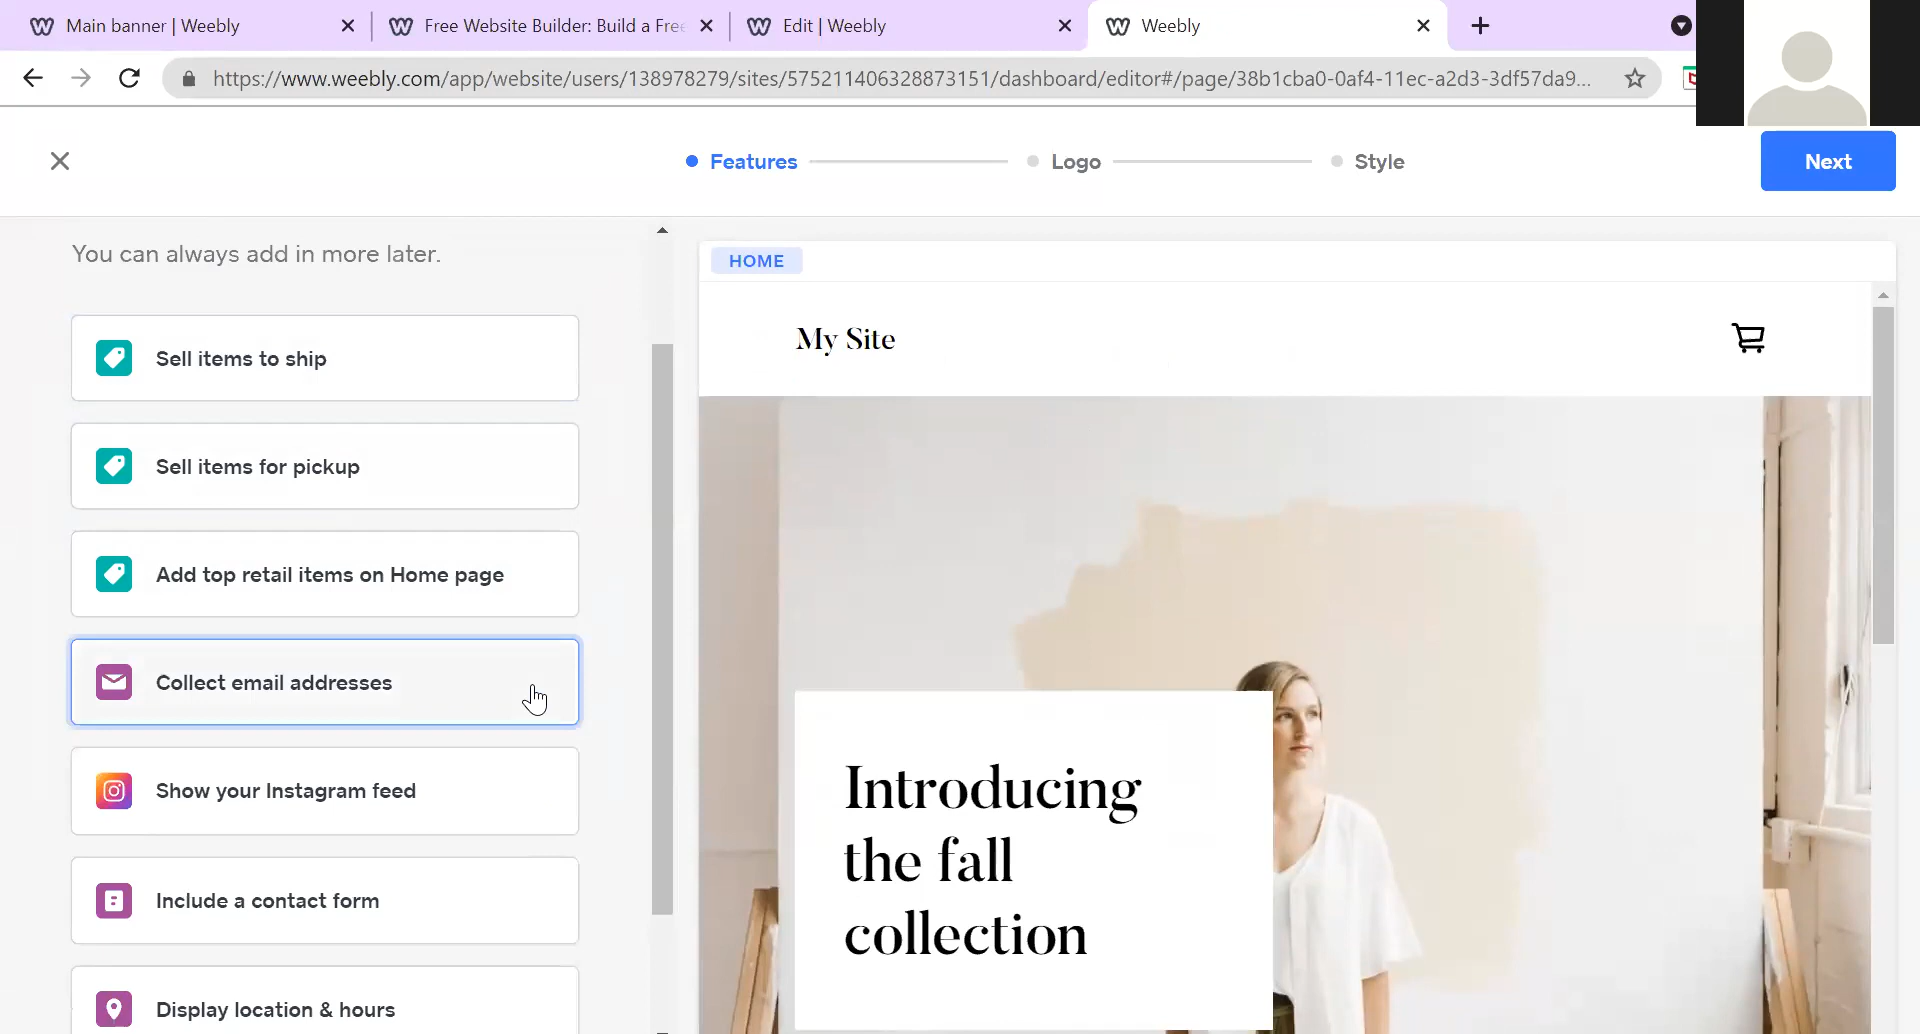 Main banner | Weebly
Free Website Builder: Build a Free
Edit | Weebly
Weebly
https://www.weebly.com/app/website/users/138978279/sites/575211406328873151/dashboard/editor#/page/38b1cba0-0af4-11ec-a2d3-3df57da9...
Features
Logo
Style
Next
You can always add in more later.
Sell items to ship
Sell items for pickup
Add top retail items on Home page
Collect email addresses
Show your Instagram feed
Include a contact form
Display location & hours
HOME
My Site
Introducing
the fall
collection